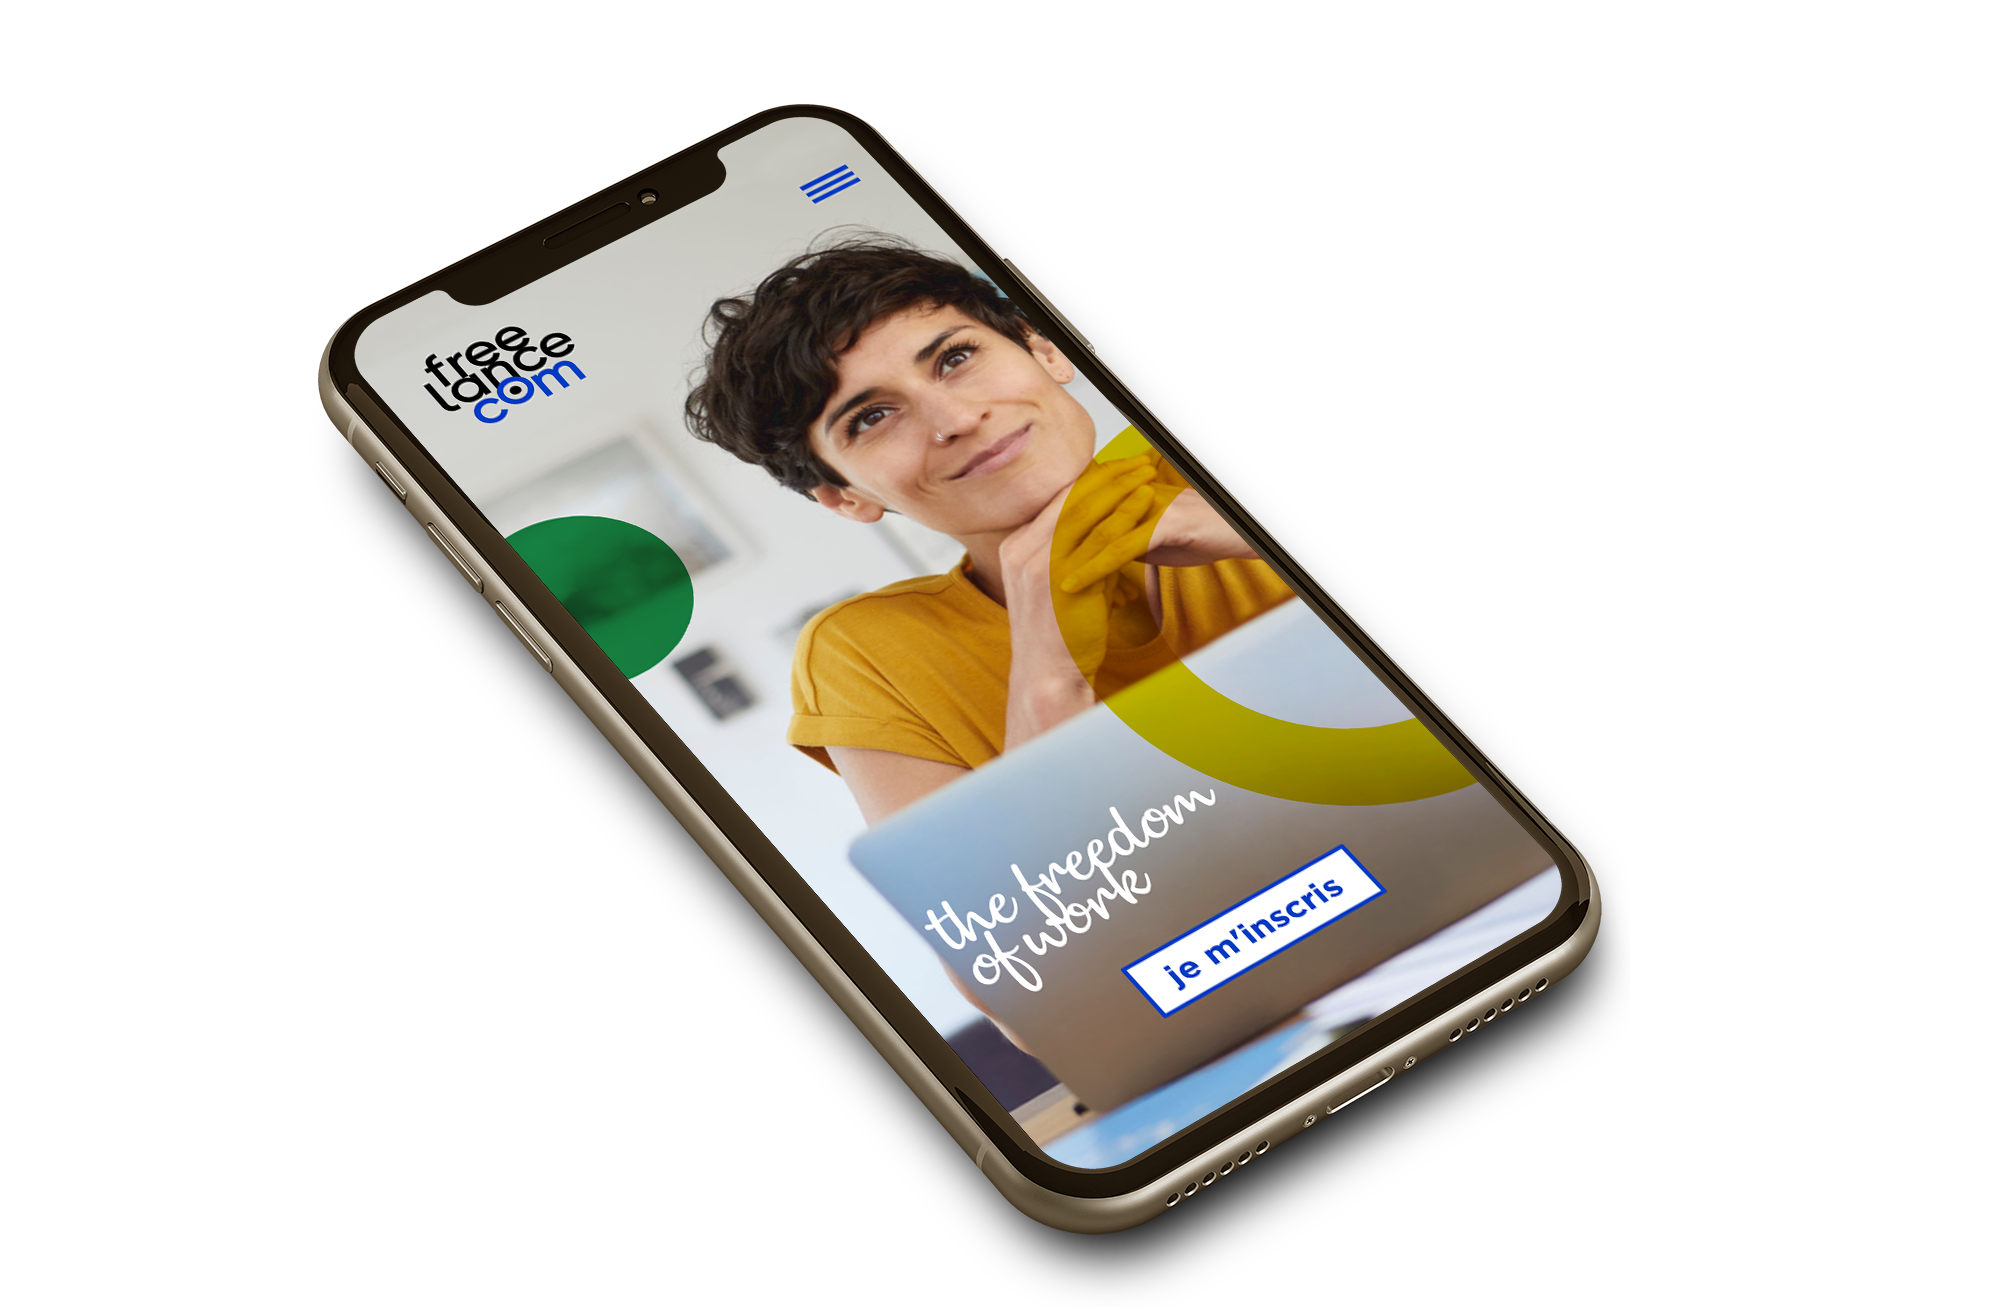 free
lance
com
the freedom
of work
je m'inscris